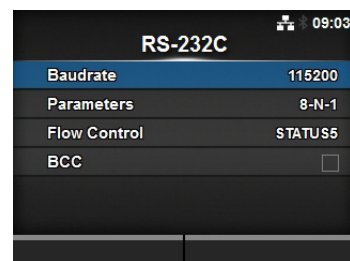 09:03
RS-232C
Baudrate 115200
Parameters 8-N-1
Flow Control STATUS5
BCC